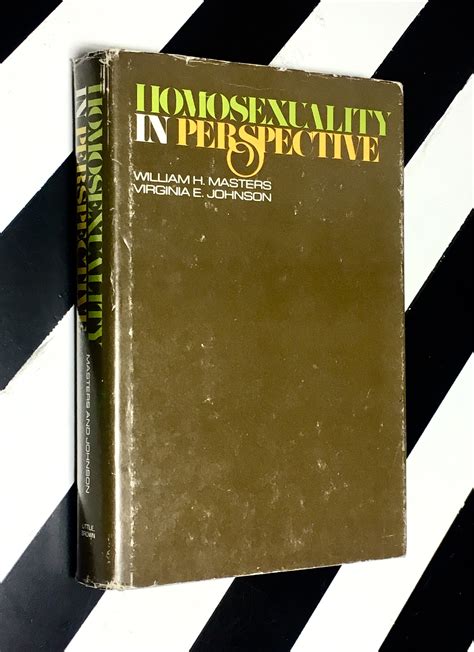 HOMOSEXUALITY
IN PERSPECTIVE
WILLIAM H. MASTERS
VIRGINIA E. JOHNSON
HOMOSEXUALITY
IN PERSPECTIVE
MASTERS AND JOHNSON
LITTLE,
BROWN